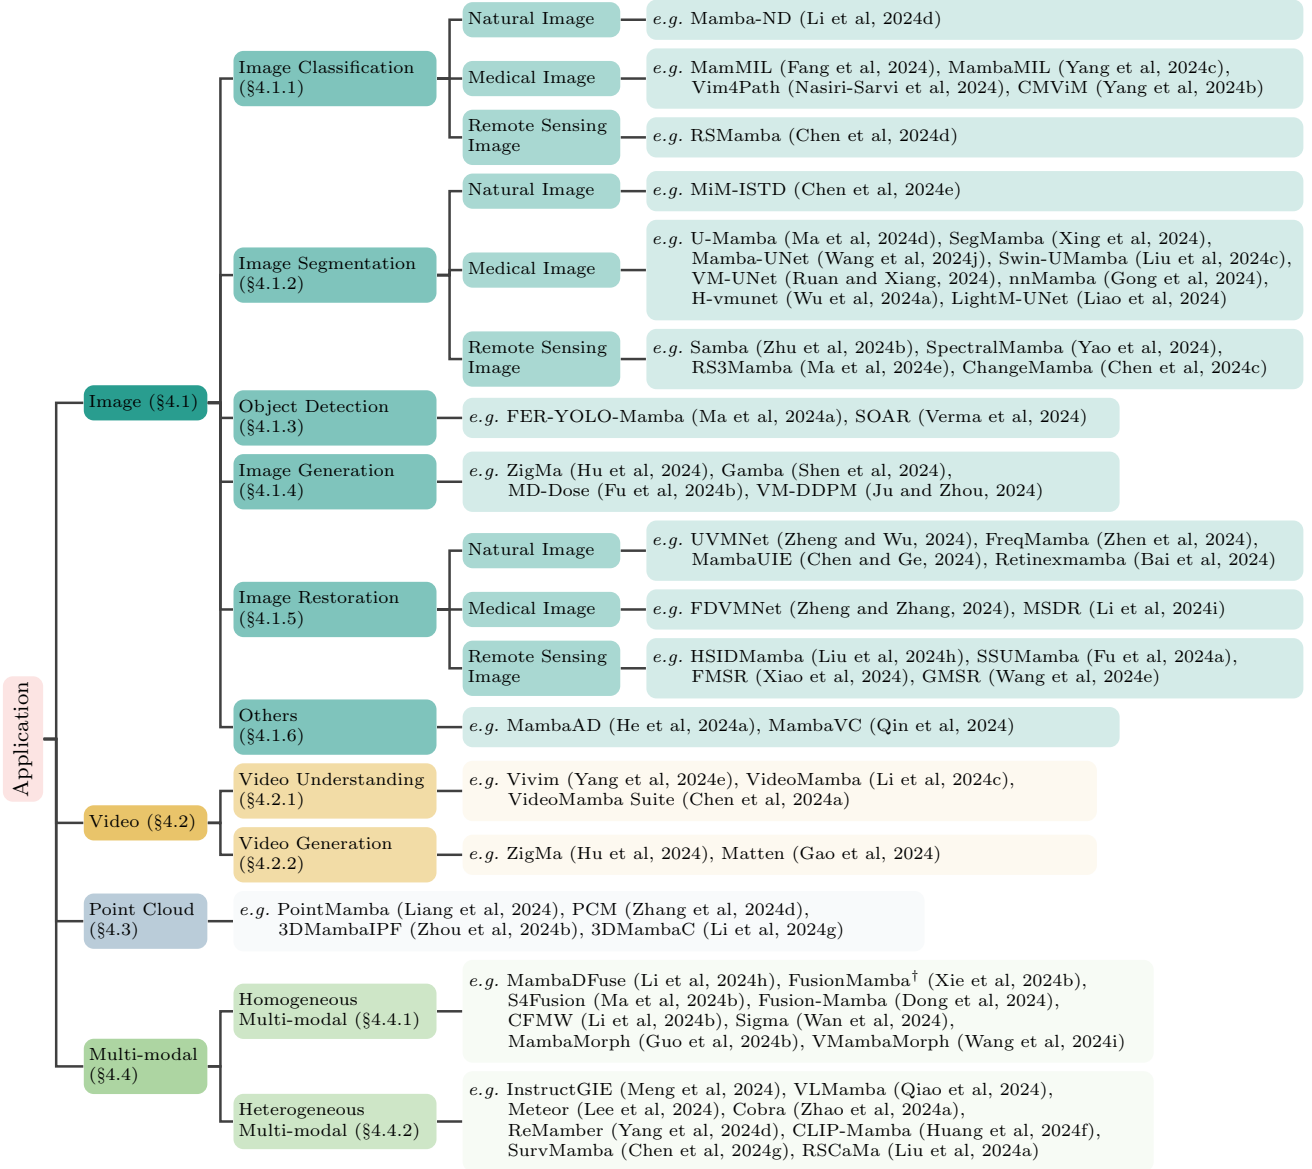 Application
Image (§4.1)
Image Classification
(§4.1.1)
Natural Image
e.g. Mamba-ND (Li et al, 2024d)
Medical Image
e.g. MamMIL (Fang et al, 2024), MambaMIL (Yang et al, 2024c),
Vim4Path (Nasiri-Sarvi et al, 2024), CMViM (Yang et al, 2024b)
Remote Sensing
Image
e.g. RSMamba (Chen et al, 2024d)
Image Segmentation
(§4.1.2)
Natural Image
e.g. MiM-ISTD (Chen et al, 2024e)
Medical Image
e.g. U-Mamba (Ma et al, 2024d), SegMamba (Xing et al, 2024),
Mamba-UNet (Wang et al, 2024j), Swin-UMamba (Liu et al, 2024c),
VM-UNet (Ruan and Xiang, 2024), nnMamba (Gong et al, 2024),
H-vmunet (Wu et al, 2024a), LightM-UNet (Liao et al, 2024)
Remote Sensing
Image
e.g. Samba (Zhu et al, 2024b), SpectralMamba (Yao et al, 2024),
RS3Mamba (Ma et al, 2024e), ChangeMamba (Chen et al, 2024c)
Object Detection
(§4.1.3)
e.g. FER-YOLO-Mamba (Ma et al, 2024a), SOAR (Verma et al, 2024)
Image Generation
(§4.1.4)
e.g. ZigMa (Hu et al, 2024), Gamba (Shen et al, 2024),
MD-Dose (Fu et al, 2024b), VM-DDPM (Ju and Zhou, 2024)
Image Restoration
(§4.1.5)
Natural Image
e.g. UVMNet (Zheng and Wu, 2024), FreqMamba (Zhen et al, 2024),
MambaUIE (Chen and Ge, 2024), Retinexmamba (Bai et al, 2024)
Medical Image
e.g. FDVMNet (Zheng and Zhang, 2024), MSDR (Li et al, 2024i)
Remote Sensing
Image
e.g. HSIDMamba (Liu et al, 2024h), SSUMamba (Fu et al, 2024a),
FMSR (Xiao et al, 2024), GMSR (Wang et al, 2024e)
Others
(§4.1.6)
e.g. MambaAD (He et al, 2024a), MambaVC (Qin et al, 2024)
Video (§4.2)
Video Understanding
(§4.2.1)
e.g. Vivim (Yang et al, 2024e), VideoMamba (Li et al, 2024c),
VideoMamba Suite (Chen et al, 2024a)
Video Generation
(§4.2.2)
e.g. ZigMa (Hu et al, 2024), Matten (Gao et al, 2024)
Point Cloud
(§4.3)
e.g. PointMamba (Liang et al, 2024), PCM (Zhang et al, 2024d),
3DMambaIPF (Zhou et al, 2024b), 3DMambaC (Li et al, 2024g)
Multi-modal
(§4.4)
Homogeneous
Multi-modal (§4.4.1)
e.g. MambaDFuse (Li et al, 2024h), FusionMamba† (Xie et al, 2024b),
S4Fusion (Ma et al, 2024b), Fusion-Mamba (Dong et al, 2024),
CFMW (Li et al, 2024b), Sigma (Wan et al, 2024),
MambaMorph (Guo et al, 2024b), VMambaMorph (Wang et al, 2024i)
Heterogeneous
Multi-modal (§4.4.2)
e.g. InstructGIE (Meng et al, 2024), VLMamba (Qiao et al, 2024),
Meteor (Lee et al, 2024), Cobra (Zhao et al, 2024a),
ReMamber (Yang et al, 2024d), CLIP-Mamba (Huang et al, 2024f),
SurvMamba (Chen et al, 2024g), RSCaMa (Liu et al, 2024a)